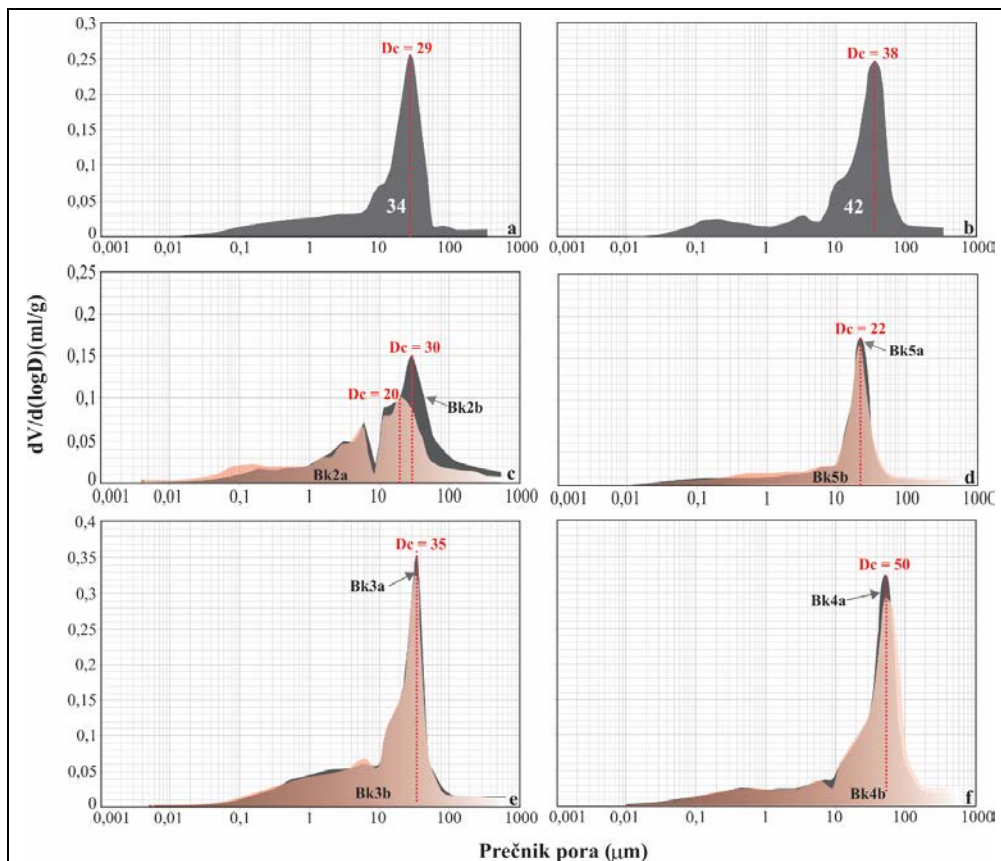 dV/d(logD)(ml/g)
0,3
0,25
0,2
0,15
0,1
0,05
0
Dc = 29
34
a
0,001 0,01 0,1 1 10 100 1000
Dc = 38
42
b
0,001 0,01 0,1 1 10 100 1000
0,25
0,2
0,15
0,1
0,05
0
Dc = 30
Dc = 20
Bk2b
Bk2a
c
0,001 0,01 0,1 1 10 100 1000
Dc = 22
Bk5a
Bk5b
d
0,001 0,01 0,1 1 10 100 1000
0,4
0,35
0,3
0,25
0,2
0,15
0,1
0,05
0
Dc = 35
Bk3a
Bk3b
e
0,001 0,01 0,1 1 10 100 1000
Dc = 50
Bk4a
Bk4b
f
0,001 0,01 0,1 1 10 100 1000
Prečnik pora (μm)